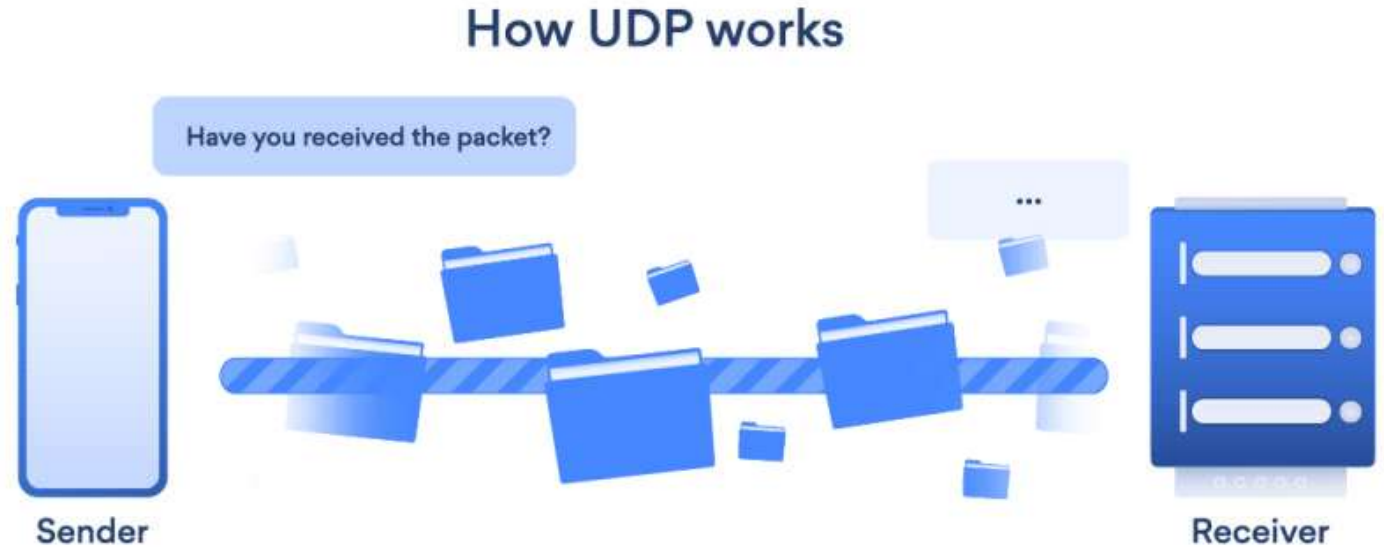 How UDP works
Have you received the packet?
...
Sender
Receiver